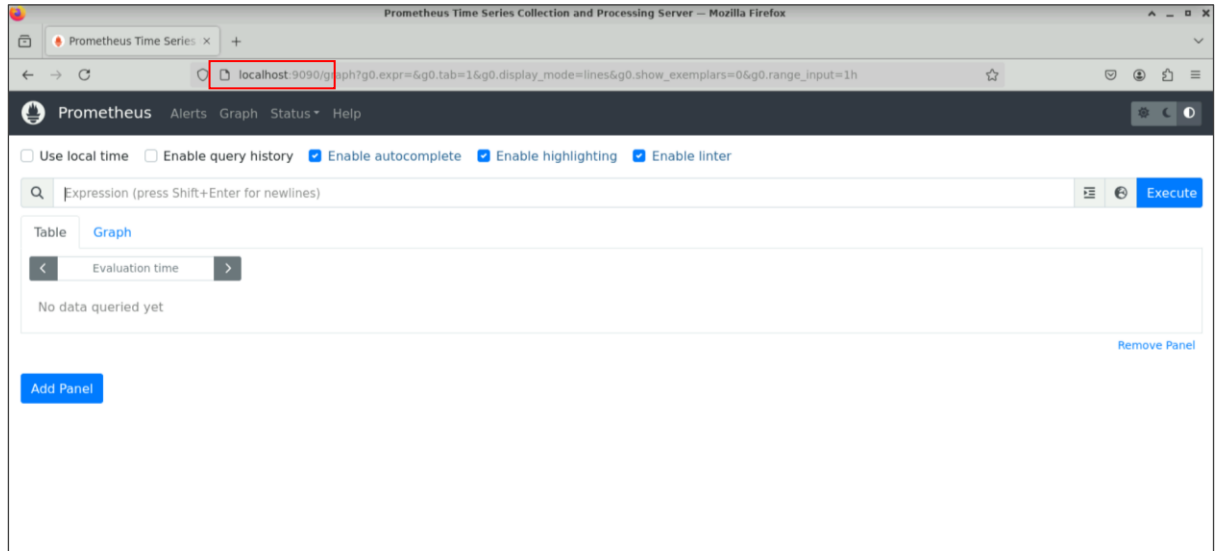 Prometheus Time Series Collection and Processing Server — Mozilla Firefox
Prometheus Time Series
localhost:9090/graph?g0.expr=&g0.tab=1&g0.display_mode=lines&g0.show_exemplars=0&g0.range_input=1h
Prometheus Alerts Graph Status Help
Use local time Enable query history Enable autocomplete Enable highlighting Enable linter
Expression (press Shift+Enter for newlines) Execute
Table Graph
Evaluation time
No data queried yet
Remove Panel
Add Panel